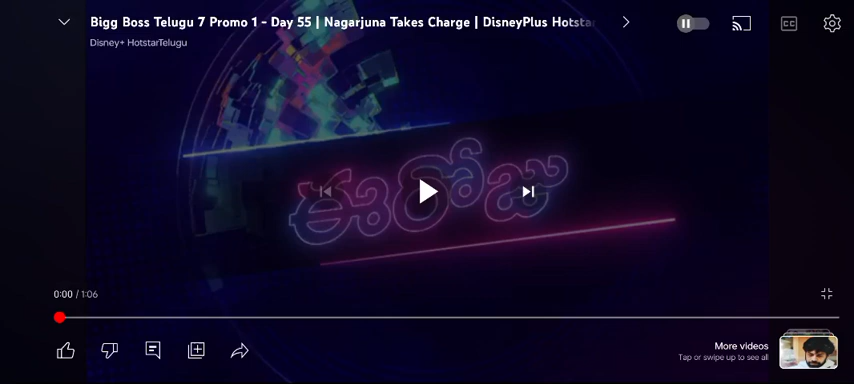 Bigg Boss Telugu 7 Promo 1 - Day 55 | Nagarjuna Takes Charge | DisneyPlus Hotsta
Disney+ HotstarTelugu
CC
ఈరోజు
0:00 / 1:06
More videos
Tap or swipe up to see all